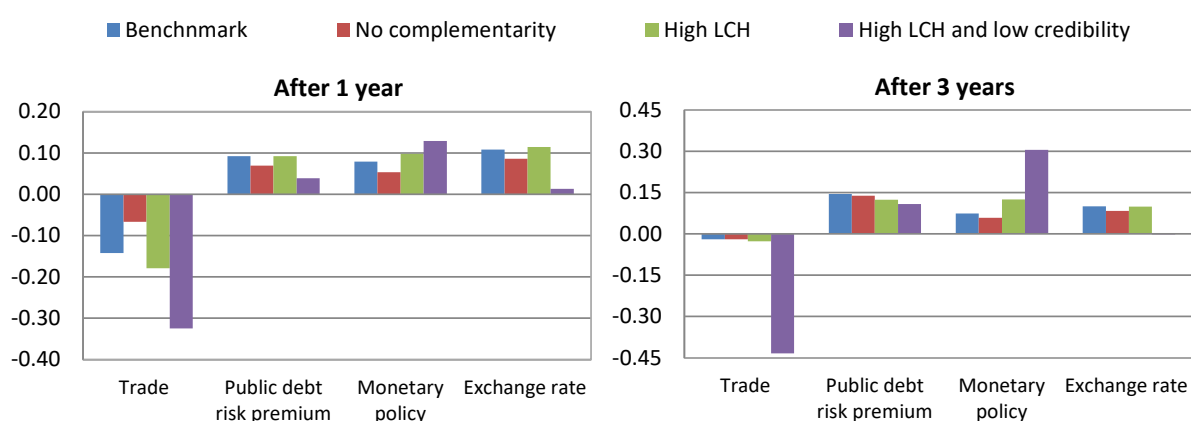 Benchnmark No complementarity High LCH High LCH and low credibility
After 1 year
0.20
0.10
0.00
-0.10
-0.20
-0.30
-0.40
Trade Public debt risk premium Monetary policy Exchange rate
After 3 years
0.45
0.30
0.15
0.00
-0.15
-0.30
-0.45
Trade Public debt risk premium Monetary policy Exchange rate